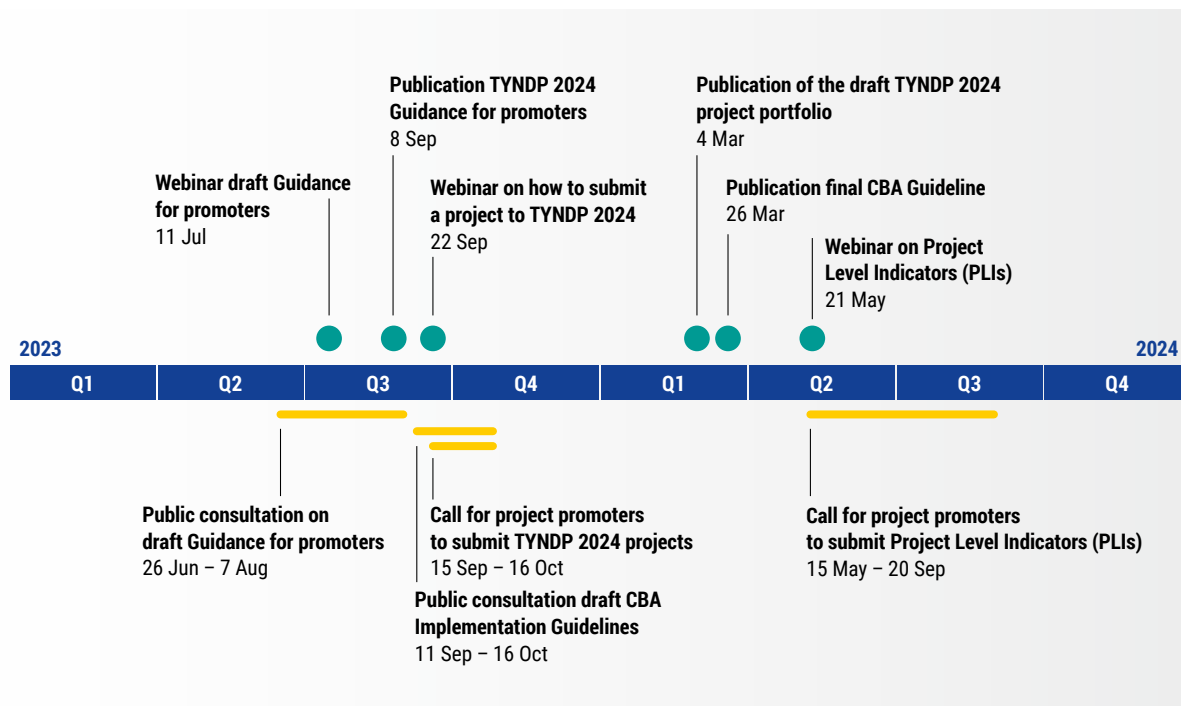 Publication TYNDP 2024
Guidance for promoters
8 Sep
Publication of the draft TYNDP 2024
project portfolio
4 Mar
Webinar draft Guidance
for promoters
11 Jul
Webinar on how to submit
a project to TYNDP 2024
22 Sep
Publication final CBA Guideline
26 Mar
Webinar on Project
Level Indicators (PLIs)
21 May
2023
2024
Q1
Q2
Q3
Q4
Q1
Q2
Q3
Q4
Public consultation on
draft Guidance for promoters
26 Jun – 7 Aug
Call for project promoters
to submit TYNDP 2024 projects
15 Sep – 16 Oct
Public consultation draft CBA
Implementation Guidelines
11 Sep – 16 Oct
Call for project promoters
to submit Project Level Indicators (PLIs)
15 May – 20 Sep